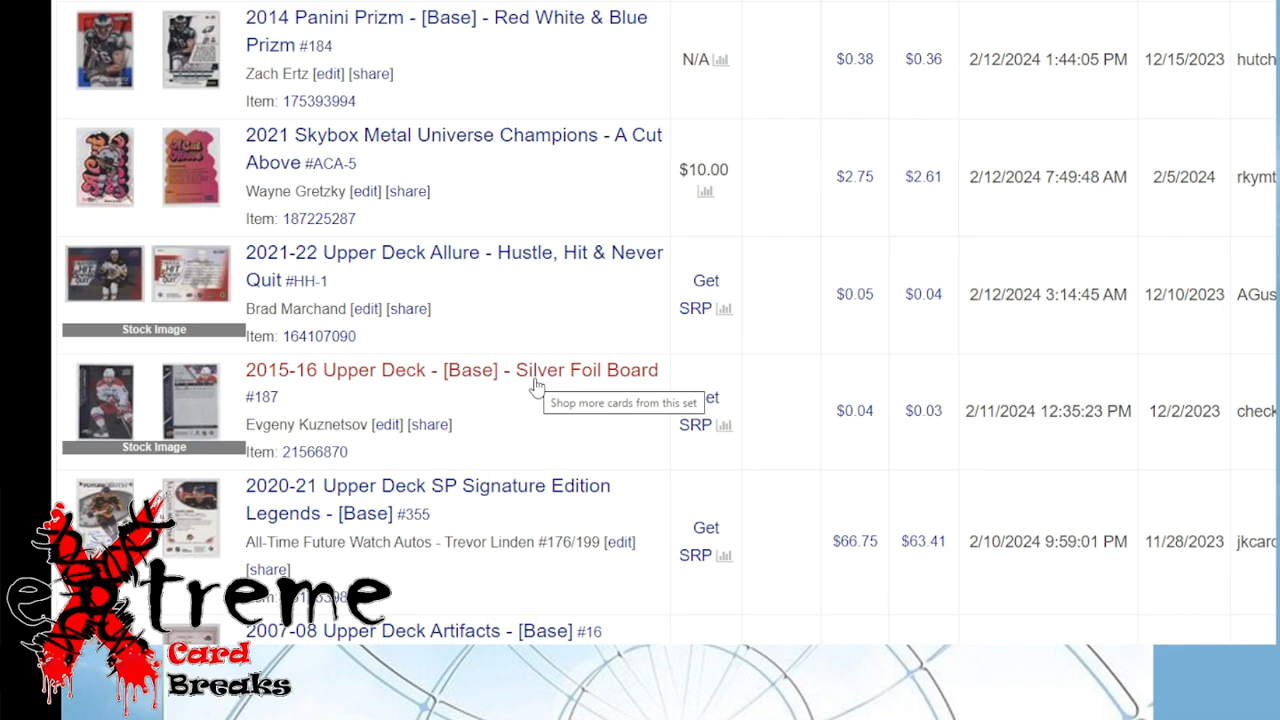 2014 Panini Prizm - [Base] - Red White & Blue
Prizm #184
Zach Ertz [edit] [share]
Item: 175393994
N/A
$0.38
$0.36
2/12/2024 1:44:05 PM
12/15/2023
hutch
2021 Skybox Metal Universe Champions - A Cut
Above #ACA-5
Wayne Gretzky [edit] [share]
Item: 187225287
$10.00
$2.75
$2.61
2/12/2024 7:49:48 AM
2/5/2024
rkymt
2021-22 Upper Deck Allure - Hustle, Hit & Never
Quit #HH-1
Brad Marchand [edit] [share]
Item: 164107090
Stock Image
Get
SRP
$0.05
$0.04
2/12/2024 3:14:45 AM
12/10/2023
AGus
2015-16 Upper Deck - [Base] - Silver Foil Board
#187
Evgeny Kuznetsov [edit] [share]
Item: 21566870
Stock Image
Shop more cards from this set
et
SRP
$0.04
$0.03
2/11/2024 12:35:23 PM
12/2/2023
check
2020-21 Upper Deck SP Signature Edition
Legends - [Base] #355
All-Time Future Watch Autos - Trevor Linden #176/199 [edit]
[share]
Get
SRP
$66.75
$63.41
2/10/2024 9:59:01 PM
11/28/2023
jkcard
2007-08 Upper Deck Artifacts - [Base] #16
eXtreme
Card
Breaks